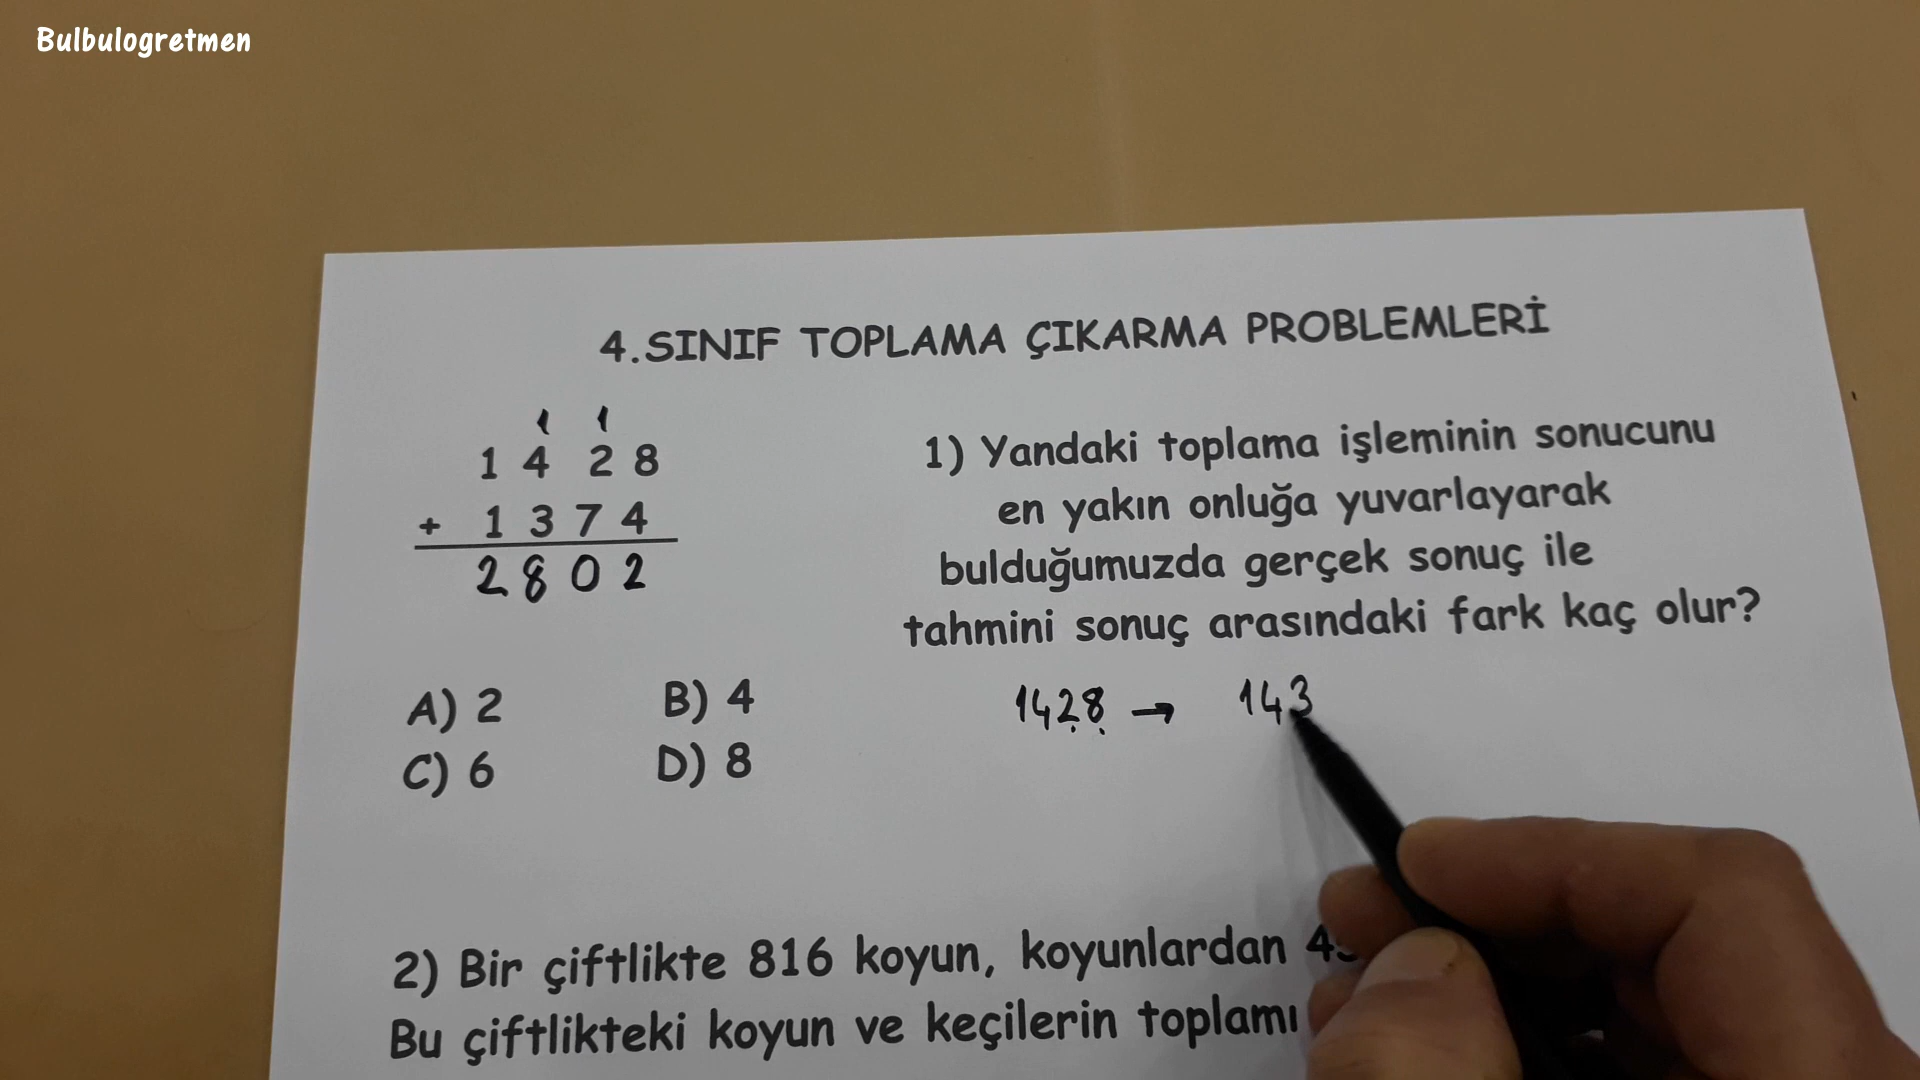 Bulbulogretmen
4.SINIF TOPLAMA ÇIKARMA PROBLEMLERİ
1 1
1 4 2 8
+ 1 3 7 4
2 8 0 2
1) Yandaki toplama işleminin sonucunu
en yakın onluğa yuvarlayarak
bulduğumuzda gerçek sonuç ile
tahmini sonuç arasındaki fark kaç olur?
A) 2 B) 4
C) 6 D) 8
1428 → 143
2) Bir çiftlikte 816 koyun, koyunlardan 4
Bu çiftlikteki koyun ve keçilerin toplamı